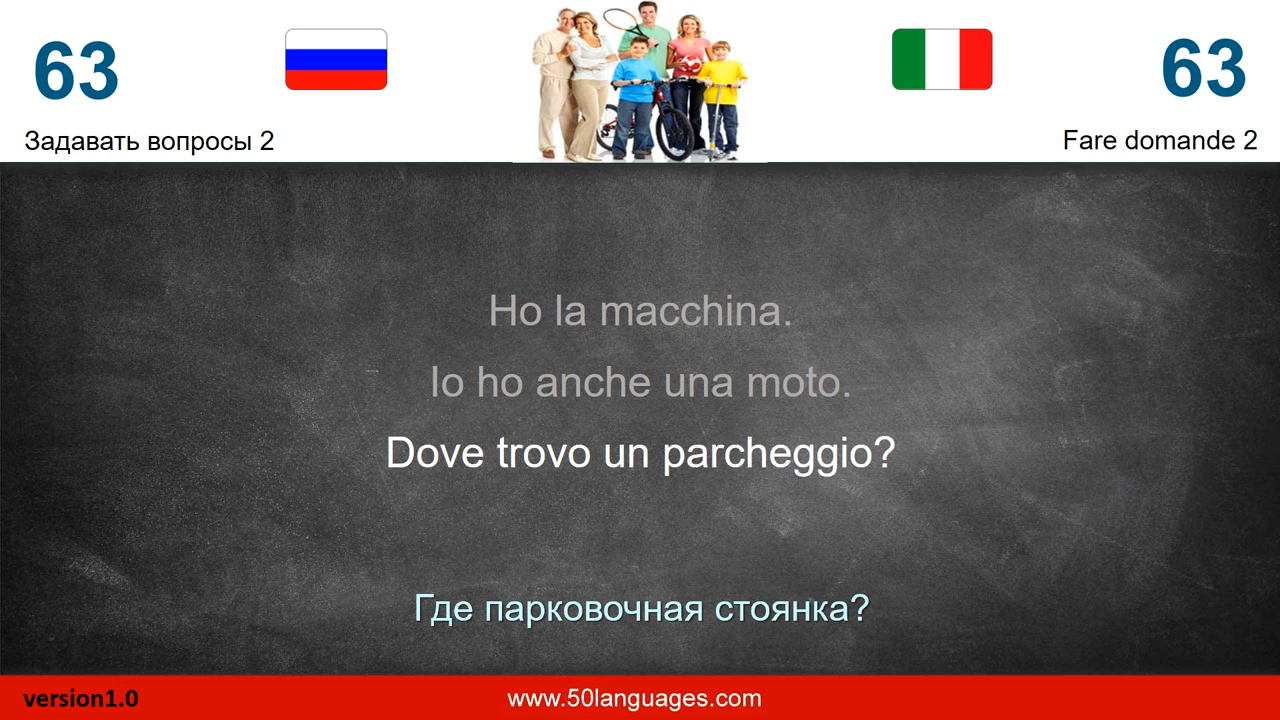 63
63
Задавать вопросы 2
Fare domande 2
Ho la macchina.
Io ho anche una moto.
Dove trovo un parcheggio?
Где парковочная стоянка?
version1.0
www.50languages.com